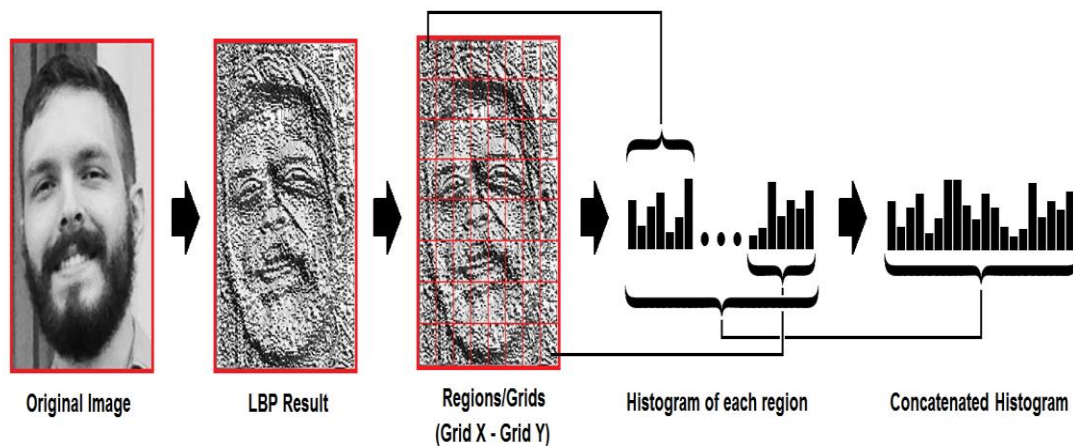 Original Image
LBP Result
Regions/Grids
(Grid X - Grid Y)
Histogram of each region
Concatenated Histogram